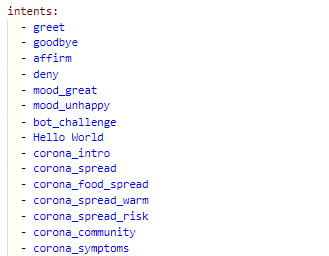 intents:
- greet
- goodbye
- affirm
- deny
- mood_great
- mood_unhappy
- bot_challenge
- Hello World
- corona_intro
- corona_spread
- corona_food_spread
- corona_spread_warm
- corona_spread_risk
- corona_community
- corona_symptoms